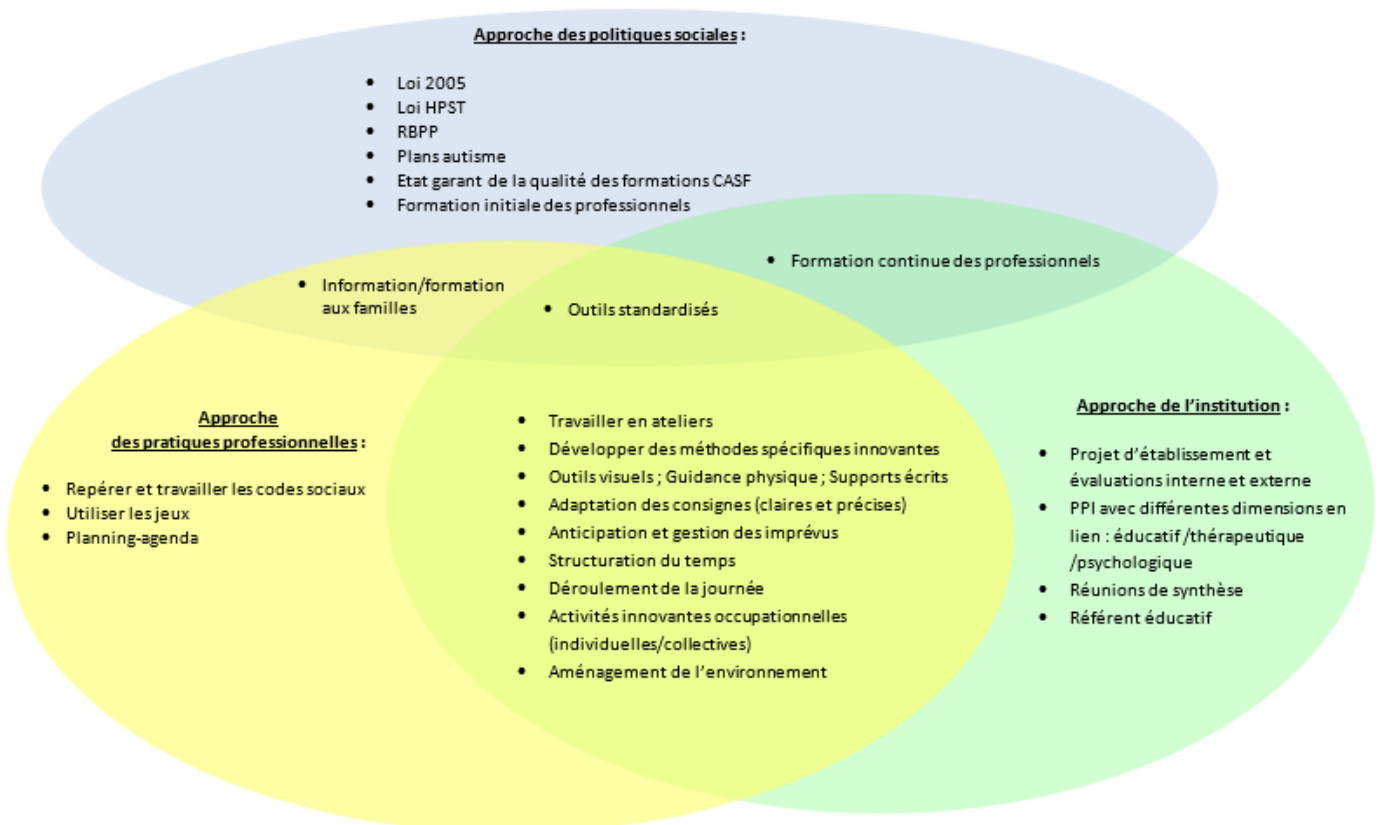 Approche des politiques sociales :
• Loi 2005
• Loi HPST
• RBPP
• Plans autisme
• Etat garant de la qualité des formations CASF
• Formation initiale des professionnels
• Formation continue des professionnels
• Information/formation
aux familles
• Outils standardisés
Approche
des pratiques professionnelles :
• Repérer et travailler les codes sociaux
• Utiliser les jeux
• Planning-agenda
• Travailler en ateliers
• Développer des méthodes spécifiques innovantes
• Outils visuels ; Guidance physique ; Supports écrits
• Adaptation des consignes (claires et précises)
• Anticipation et gestion des imprévus
• Structuration du temps
• Déroulement de la journée
• Activités innovantes occupationnelles
(individuelles/collectives)
• Aménagement de l'environnement
Approche de l'institution :
• Projet d'établissement et
évaluations interne et externe
• PPI avec différentes dimensions en
lien : éducatif/thérapeutique
/psychologique
• Réunions de synthèse
• Référent éducatif